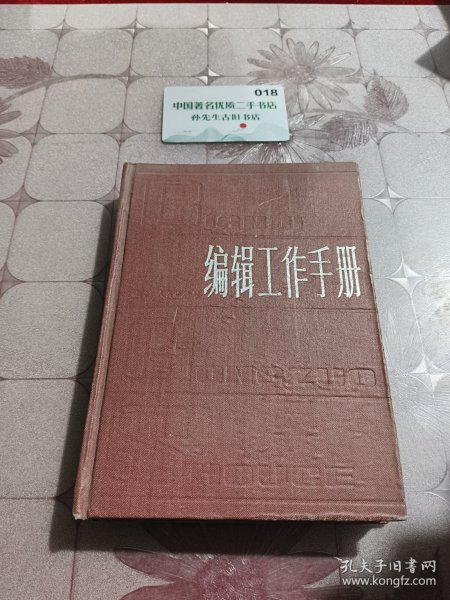 018
中国著名优质二手书店
孙先生古旧书店
编辑工作手册
孔夫子旧书网
www.kongfz.com